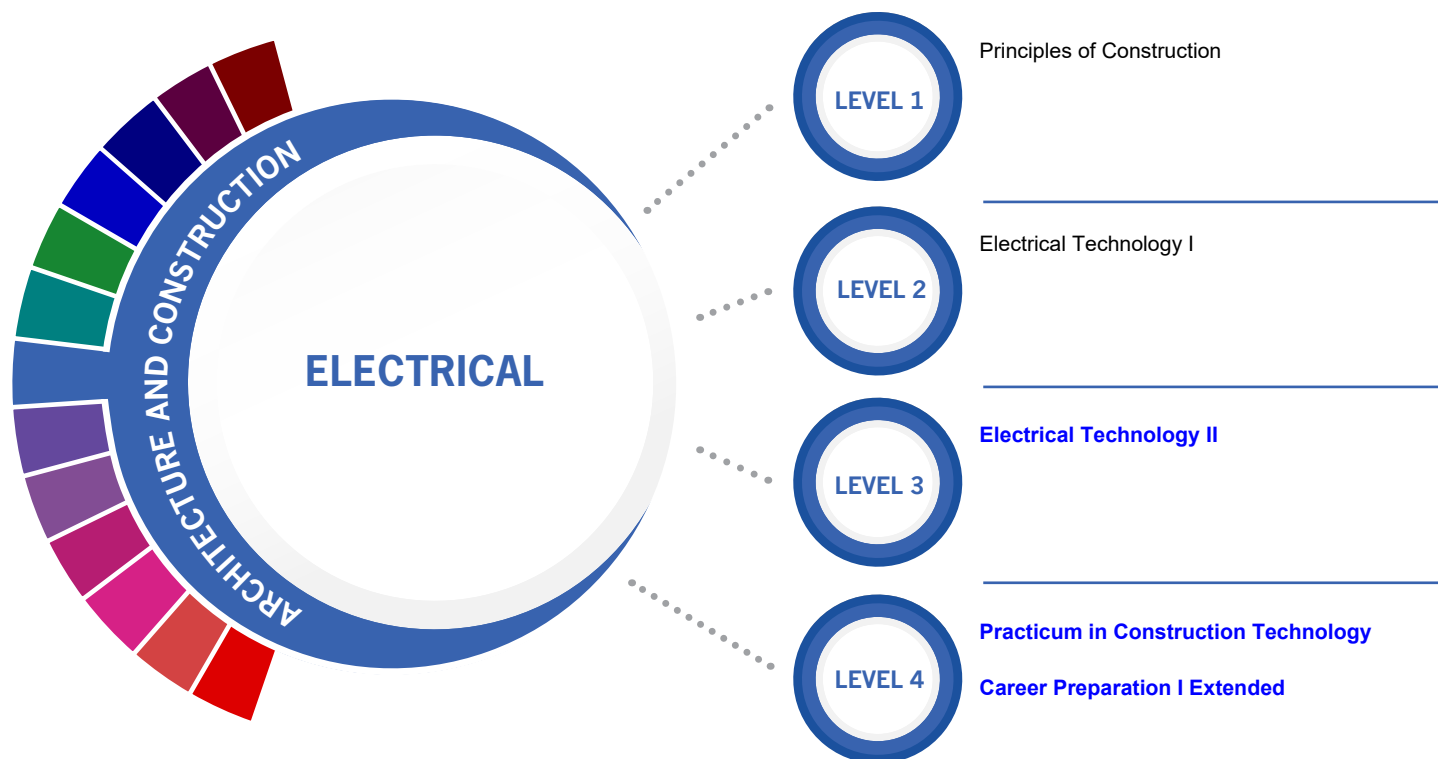 ARCHITECTURE AND CONSTRUCTION
ELECTRICAL
LEVEL 1
Principles of Construction
LEVEL 2
Electrical Technology I
LEVEL 3
Electrical Technology II
LEVEL 4
Practicum in Construction Technology
Career Preparation I Extended